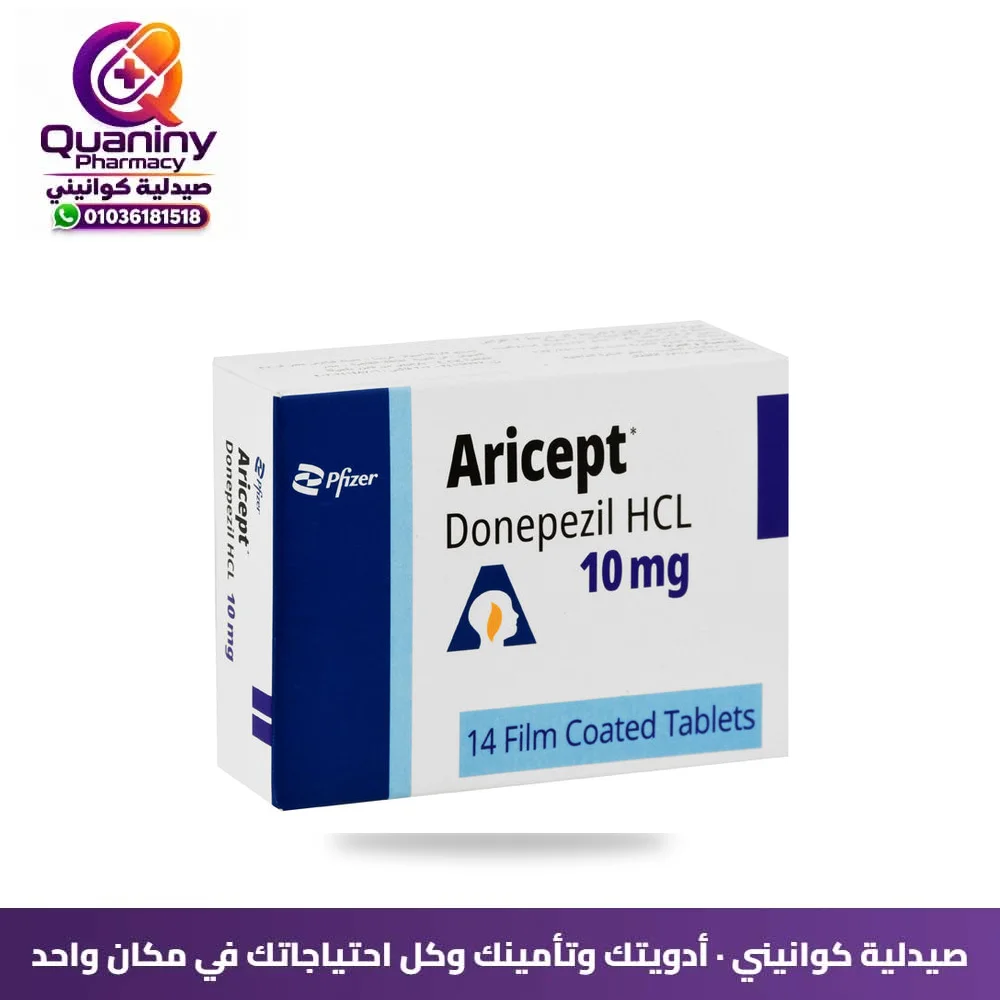 Quaniny
Pharmacy
صيدلية كوانيني
01036181518
Pfizer
Aricept*
Donepezil HCL
10 mg
14 Film Coated Tablets
Pfizer
Aricept*
Donepezil HCL 10 mg
صيدلية كوانيني · أدويتك وتأمينك وكل احتياجاتك في مكان واحد